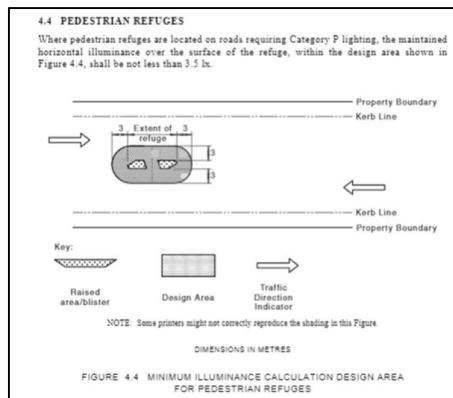 4.4 PEDESTRIAN REFUGES
Where pedestrian refuges are located on roads requiring Category P lighting, the maintained
horizontal illuminance over the surface of the refuge, within the design area shown in
Figure 4.4, shall be not less than 3.5 lx.
Property Boundary
Kerb Line
3 Extent of 3
refuge
3
3
Kerb Line
Property Boundary
Key:
Raised
area/blister
Design Area
Traffic
Direction
Indicator
NOTE: Some printers might not correctly reproduce the shading in this Figure.
DIMENSIONS IN METRES
FIGURE 4.4 MINIMUM ILLUMINANCE CALCULATION DESIGN AREA
FOR PEDESTRIAN REFUGES